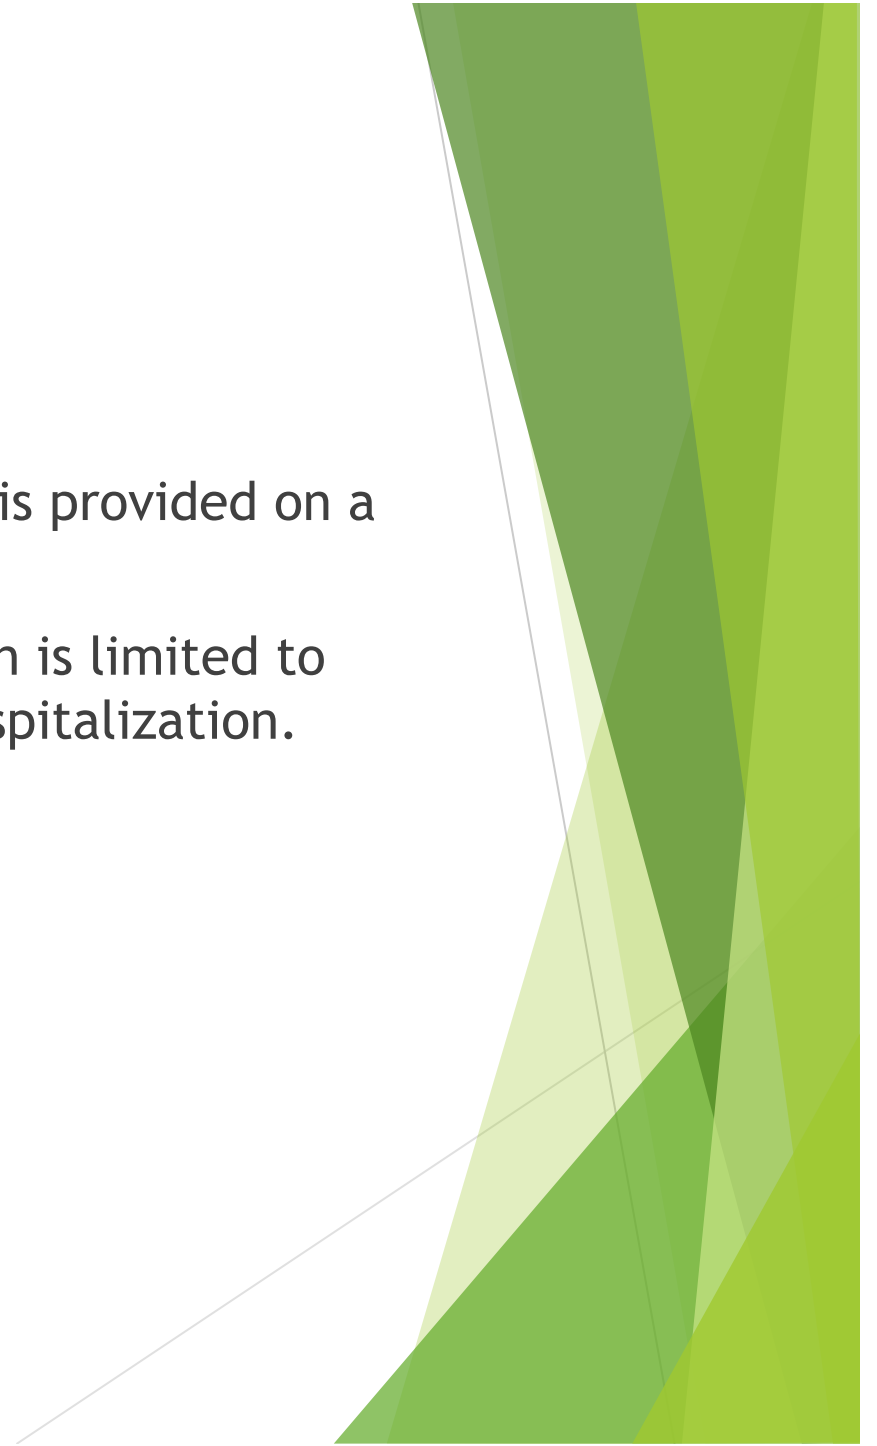 is provided on a
is limited to
spitalization.